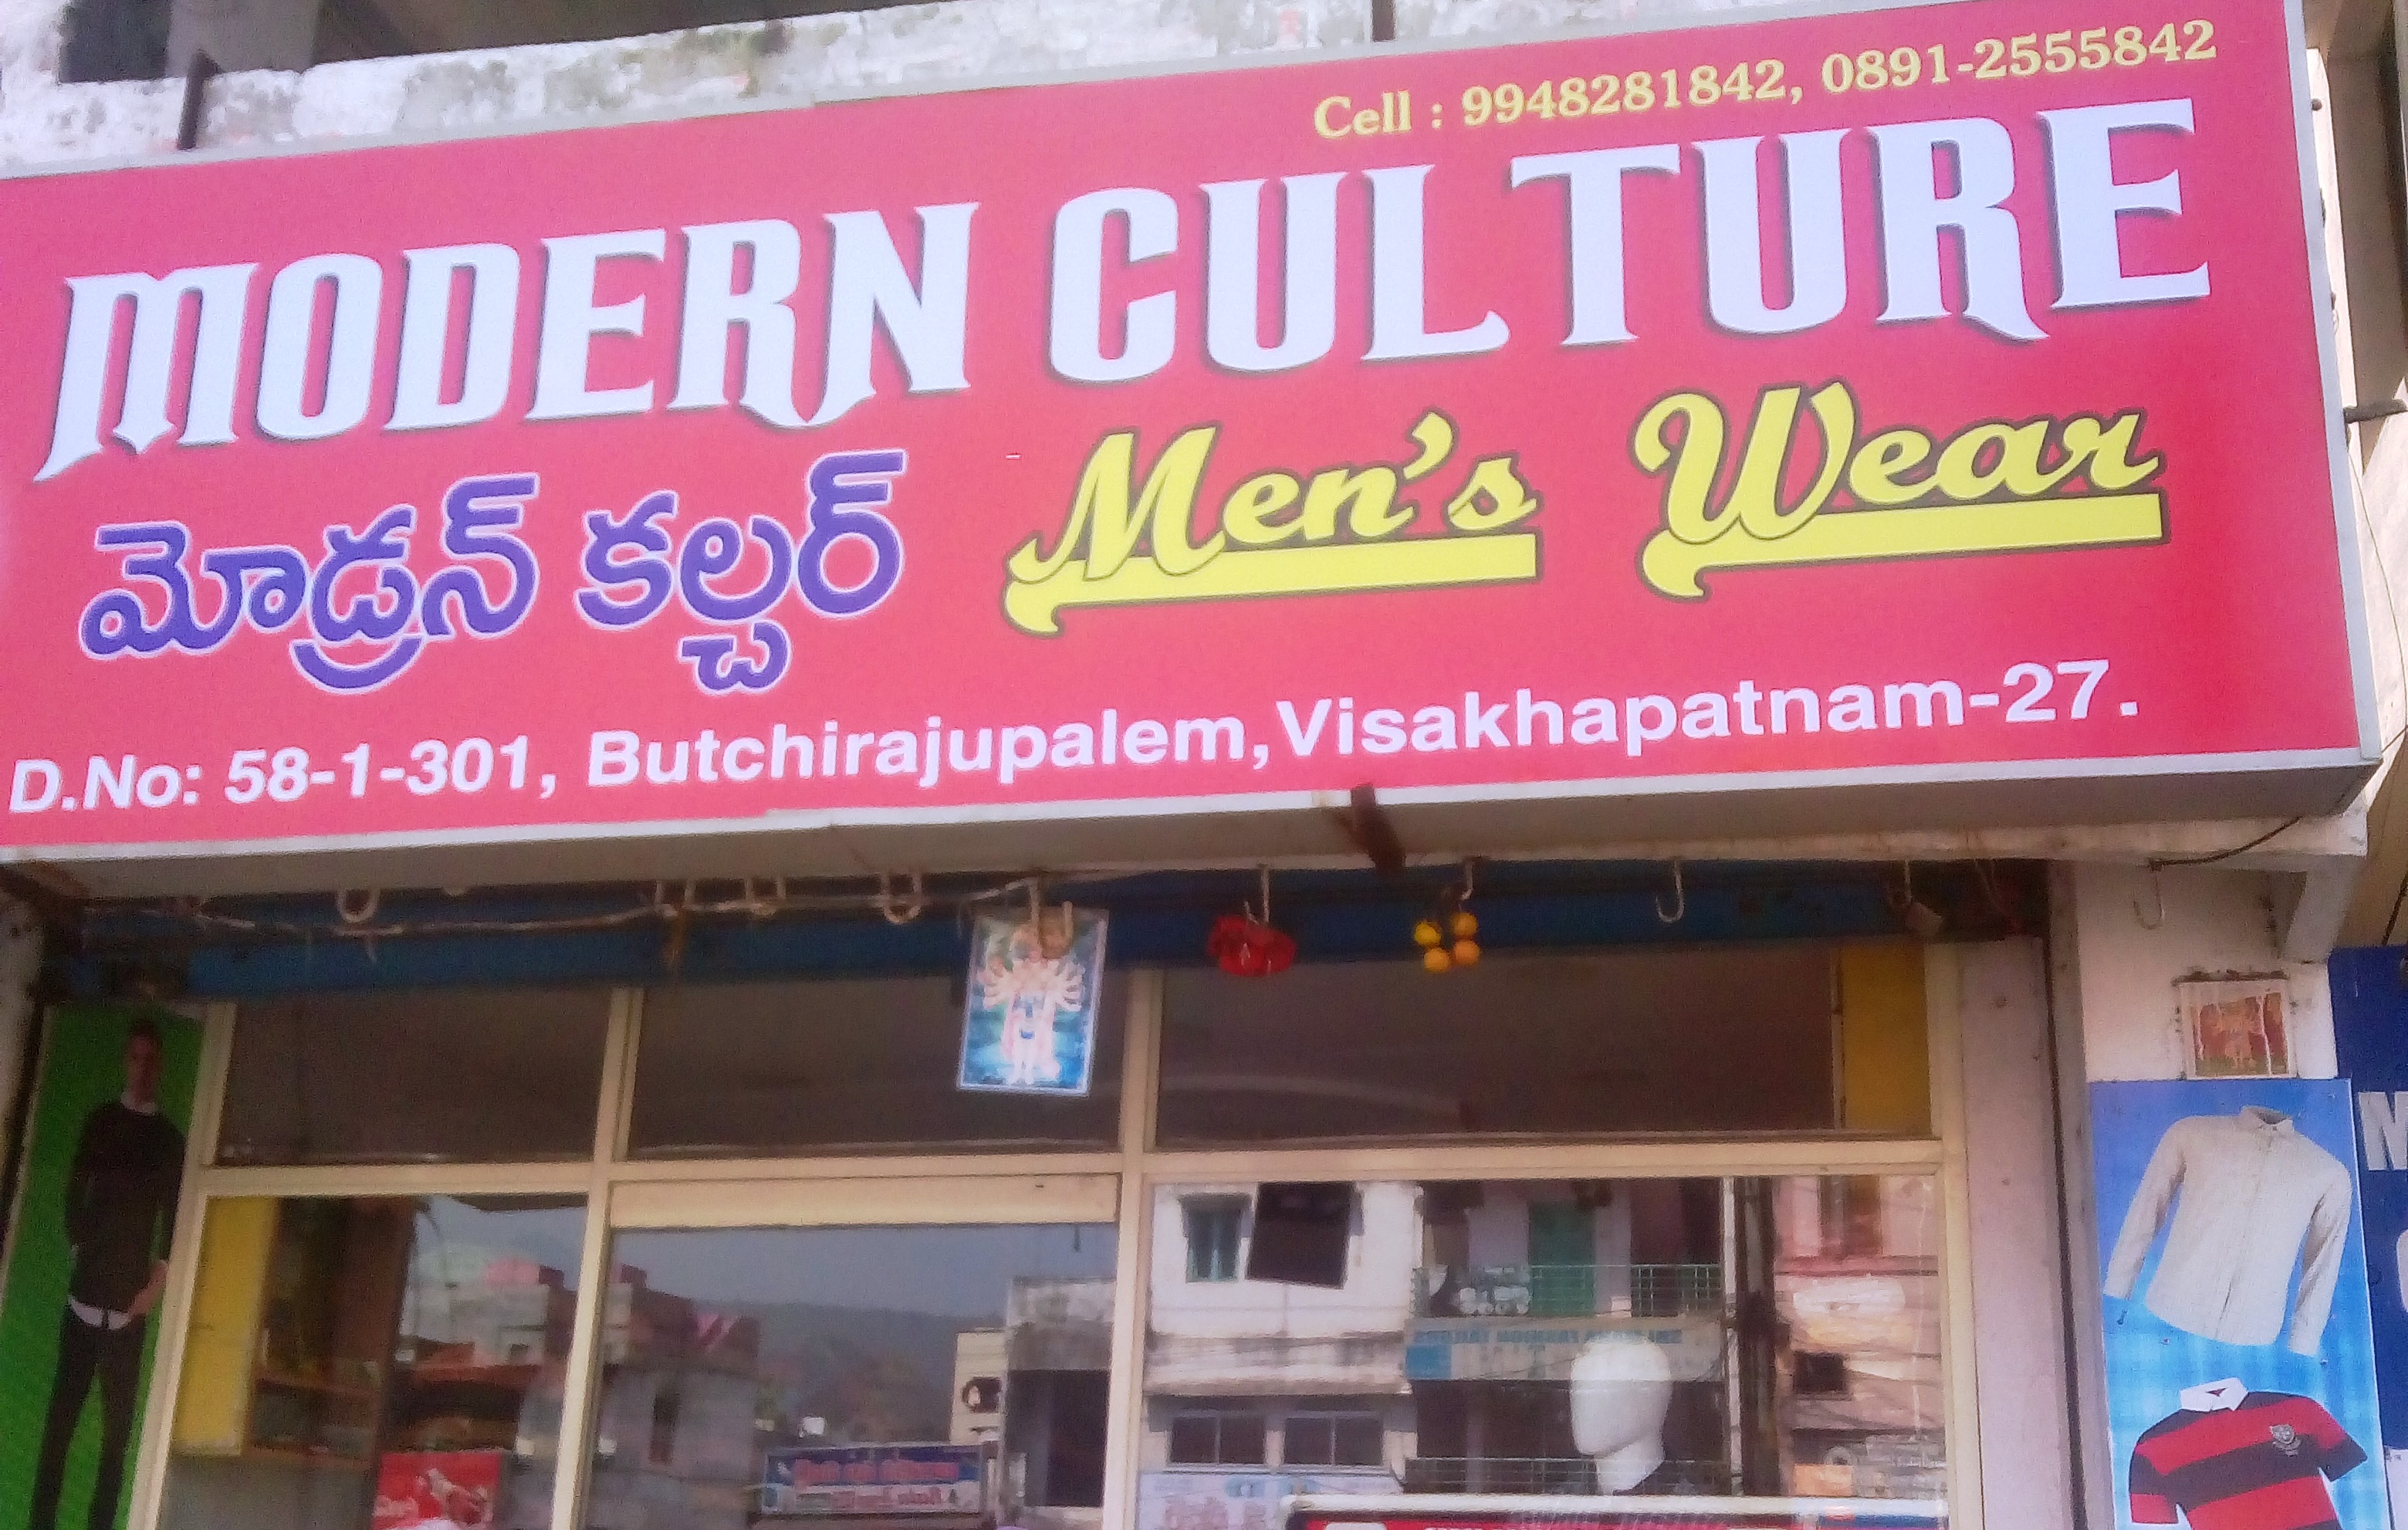 Cell : 9948281842, 0891-2555842
MODERN CULTURE
మోడ్రన్ కల్చర్ Men's Wear
D.No: 58-1-301, Butchirajupalem,Visakhapatnam-27.